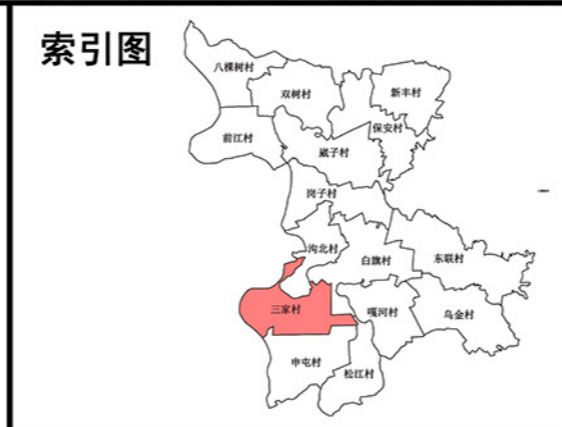 索引图
八棵树村
双树村
新丰村
保安村
前江村
崴子村
岗子村
沟北村
白旗村
东联村
三家村
嘎河村
乌金村
申屯村
松江村